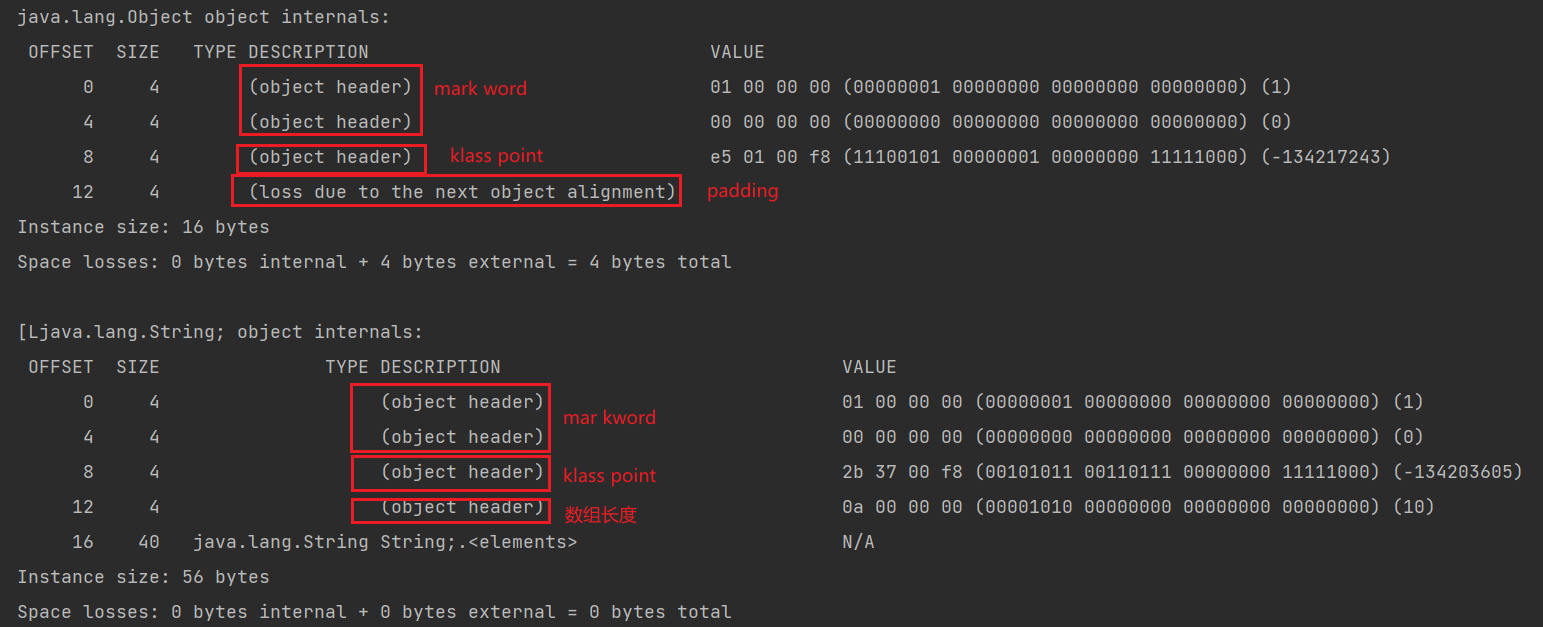 java.lang.Object object internals:
OFFSET SIZE TYPE DESCRIPTION VALUE
0 4 (object header) mark word 01 00 00 00 (00000001 00000000 00000000 00000000) (1)
4 4 (object header) 00 00 00 00 (00000000 00000000 00000000 00000000) (0)
8 4 (object header) klass point e5 01 00 f8 (11100101 00000001 00000000 11111000) (-134217243)
12 4 (loss due to the next object alignment) padding
Instance size: 16 bytes
Space losses: 0 bytes internal + 4 bytes external = 4 bytes total
[Ljava.lang.String; object internals:
OFFSET SIZE TYPE DESCRIPTION VALUE
0 4 (object header) mar kword 01 00 00 00 (00000001 00000000 00000000 00000000) (1)
4 4 (object header) 00 00 00 00 (00000000 00000000 00000000 00000000) (0)
8 4 (object header) klass point 2b 37 00 f8 (00101011 00110111 00000000 11111000) (-134203605)
12 4 (object header) 数组长度 0a 00 00 00 (00001010 00000000 00000000 00000000) (10)
16 40 java.lang.String String;.<elements> N/A
Instance size: 56 bytes
Space losses: 0 bytes internal + 0 bytes external = 0 bytes total